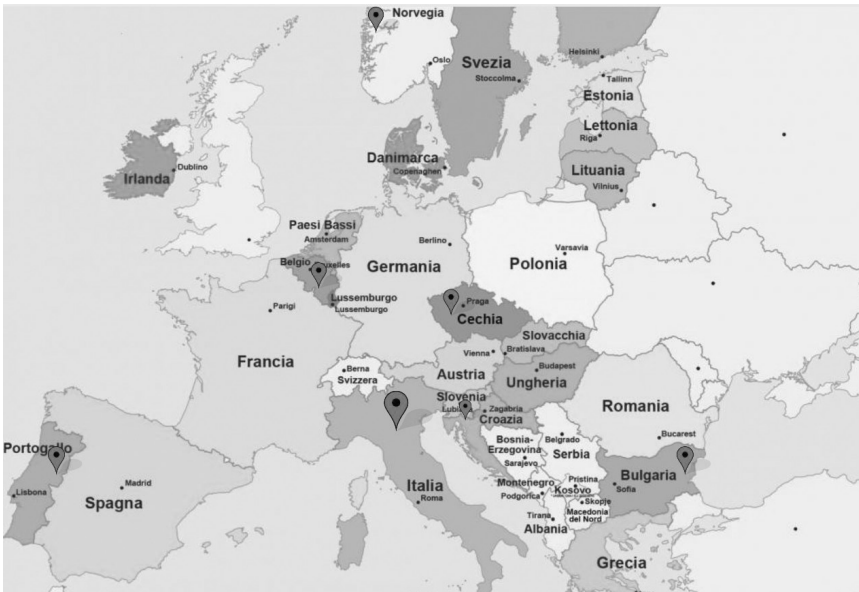 Norvegia
Oslo
Svezia
Stoccolma
Helsinki
Tallinn
Estonia
Lettonia
Riga
Lituania
Vilnius
Danimarca
Copenaghen
Irlanda
Dublino
Paesi Bassi
Amsterdam
Berlino
Varsavia
Polonia
Belgio
Germania
Lussemburgo
Lussemburgo
Parigi
Praga
Cechia
Slovacchia
Bratislava
Vienna
Francia
Berna
Svizzera
Austria
Budapest
Ungheria
Slovenia
Zagabria
Croazia
Romania
Bucarest
Bosnia-
Erzegovina
Sarajevo
Belgrado
Serbia
Portogallo
Lisbona
Madrid
Spagna
Italia
Roma
Montenegro
Podgorica
Pristina
Kosovo
Skopje
Macedonia
del Nord
Bulgaria
Sofia
Tirana
Albania
Grecia